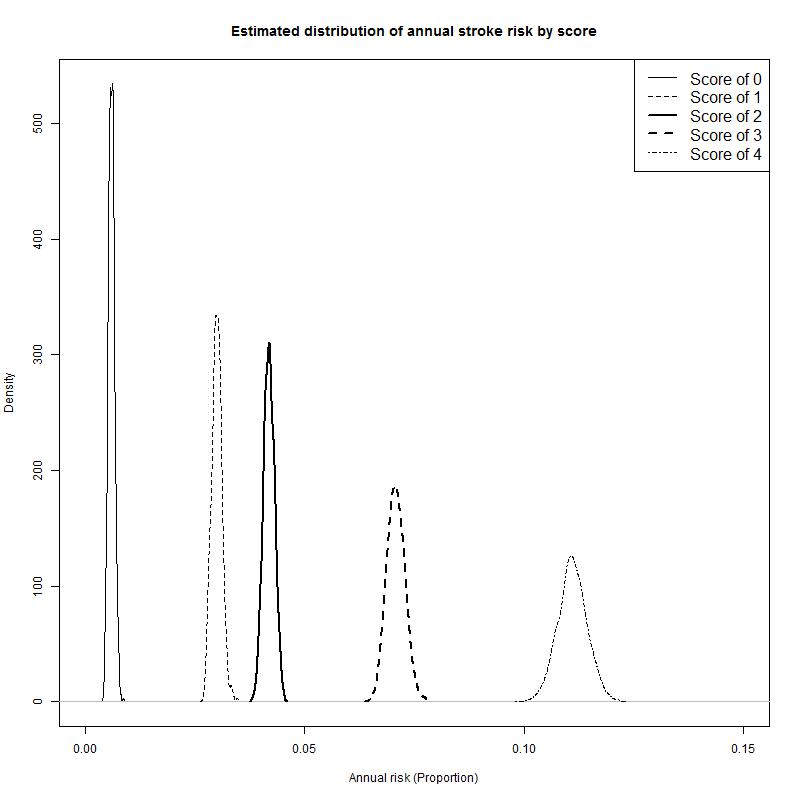 Estimated distribution of annual stroke risk by score
Score of 0
Score of 1
Score of 2
Score of 3
Score of 4
500
400
300
200
100
0
Density
0.00
0.05
0.10
0.15
Annual risk (Proportion)